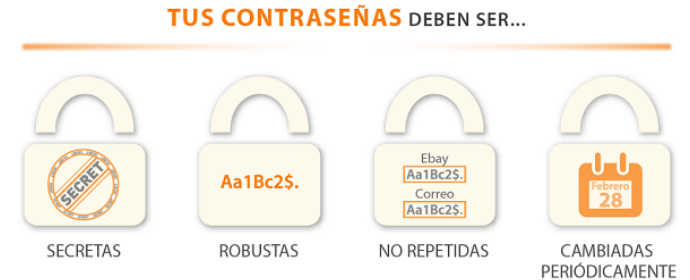 TUS CONTRASEÑAS DEBEN SER...
SECRET
Aa1Bc2$.
Ebay
Aa1Bc2$.
Correo
Aa1Bc2$.
Febrero
28
SECRETAS
ROBUSTAS
NO REPETIDAS
CAMBIADAS
PERIÓDICAMENTE